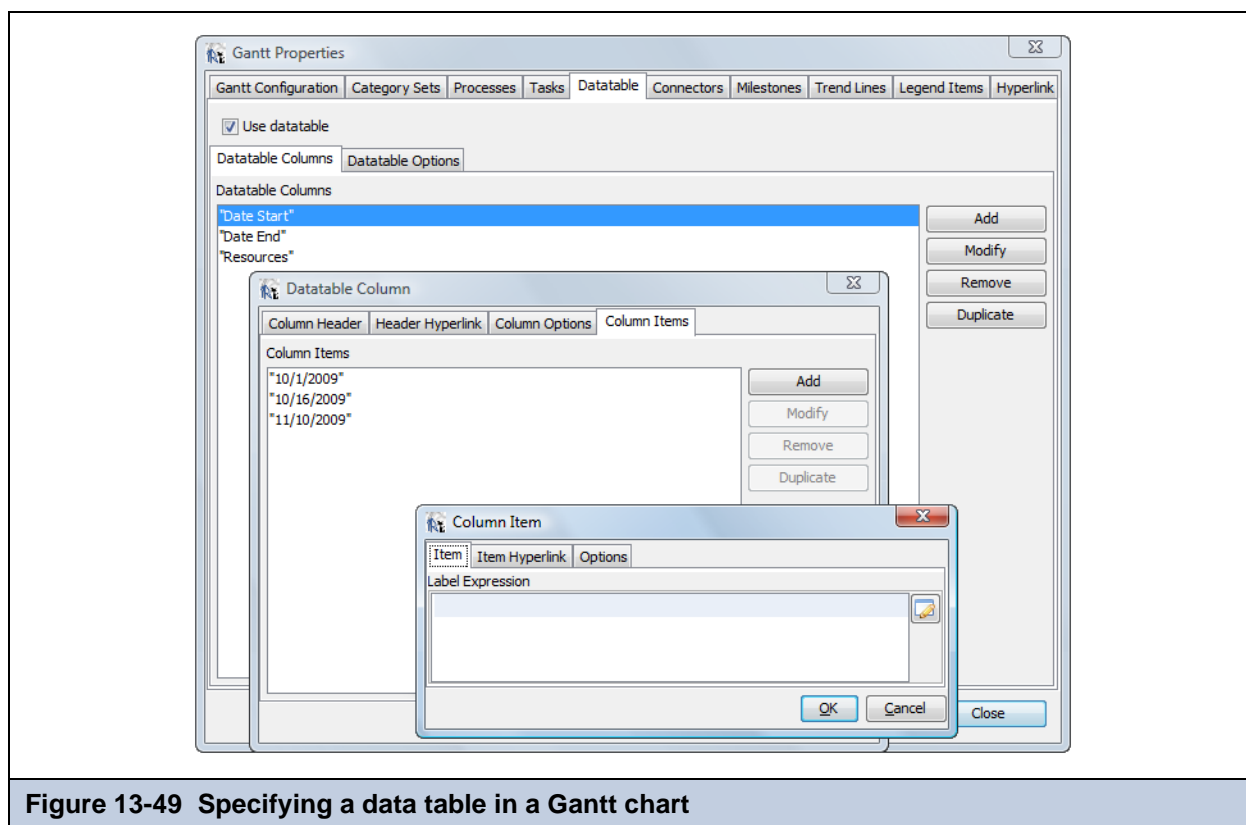 Gantt Properties
Gantt Configuration Category Sets Processes Tasks Datatable Connectors Milestones Trend Lines Legend Items Hyperlink
Use datatable
Datatable Columns Datatable Options
Datatable Columns
"Date Start"
"Date End"
"Resources"
Add
Modify
Remove
Duplicate
Datatable Column
Column Header Header Hyperlink Column Options Column Items
Column Items
"10/1/2009"
"10/16/2009"
"11/10/2009"
Add
Modify
Remove
Duplicate
Column Item
Item Item Hyperlink Options
Label Expression
OK Cancel
Close
Figure 13-49 Specifying a data table in a Gantt chart